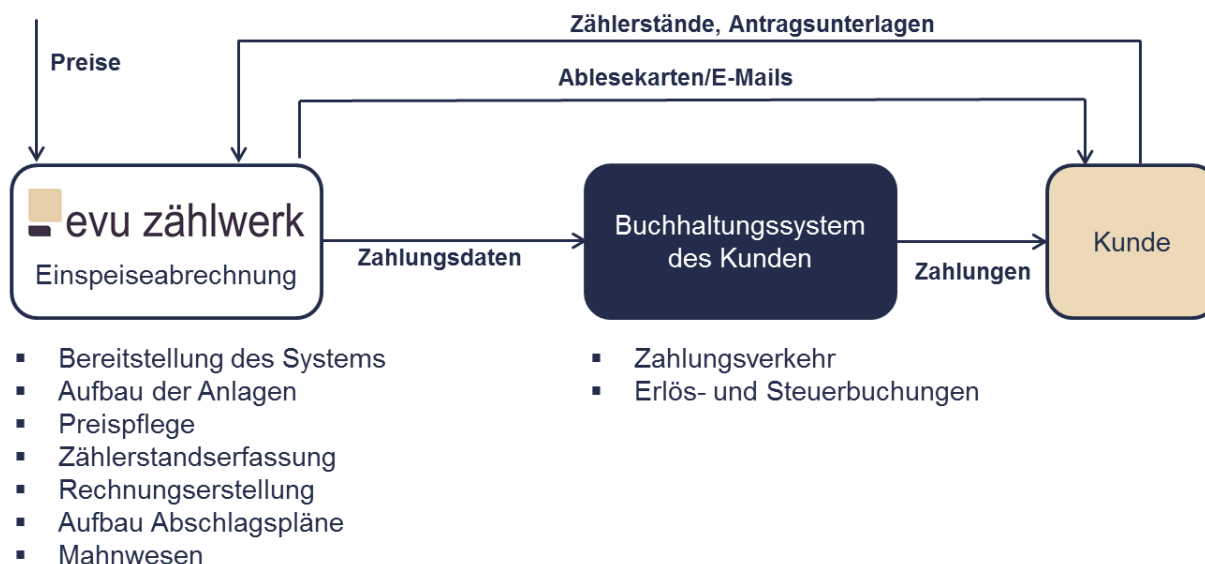 Zählerstände, Antragsunterlagen
Preise
Ablesekarten/E-Mails
evu zählwerk
Einspeiseabrechnung
Zahlungsdaten
Buchhaltungssystem
des Kunden
Zahlungen
Kunde
▪ Bereitstellung des Systems
▪ Aufbau der Anlagen
▪ Preispflege
▪ Zählerstandserfassung
▪ Rechnungserstellung
▪ Aufbau Abschlagspläne
▪ Mahnwesen
▪ Zahlungsverkehr
▪ Erlös- und Steuerbuchungen